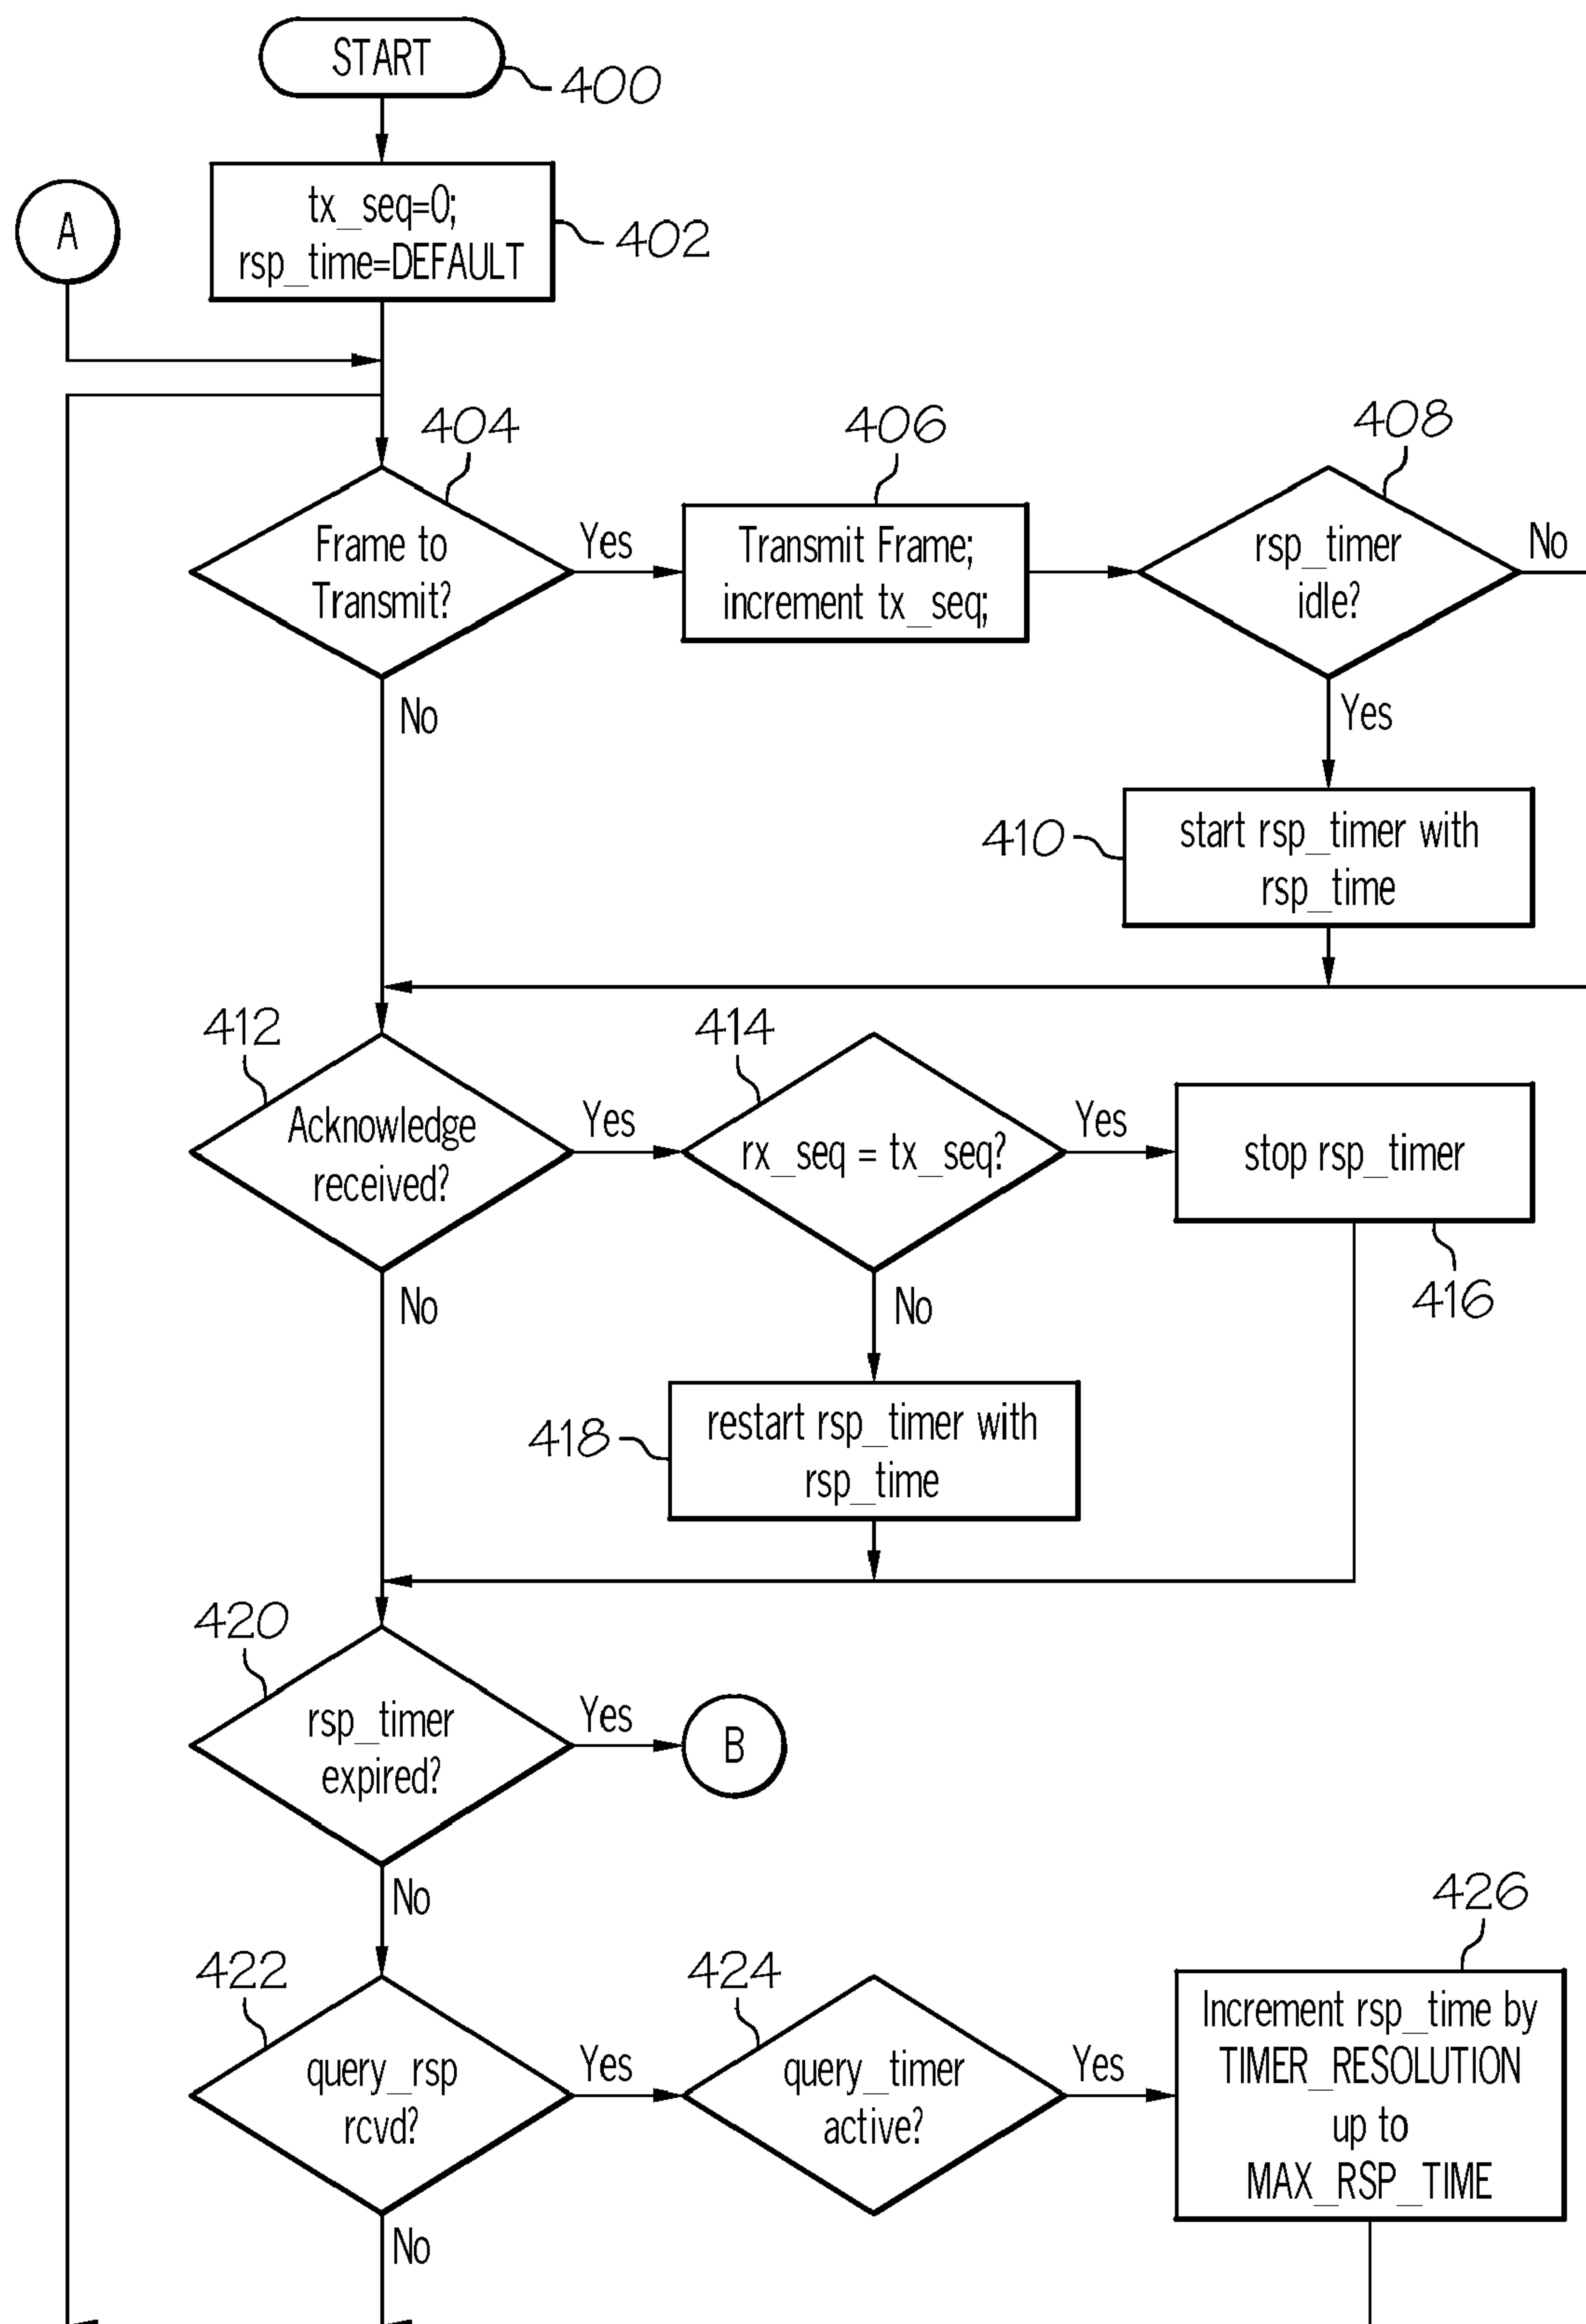 START
400
tx_seq=0;
rsp_time=DEFAULT
402
A
404
Frame to
Transmit?
Yes
No
406
Transmit Frame;
increment tx_seq;
408
rsp_timer
idle?
No
Yes
410
start rsp_timer with
rsp_time
412
Acknowledge
received?
Yes
No
414
rx_seq = tx_seq?
Yes
No
stop rsp_timer
416
418
restart rsp_timer with
rsp_time
420
rsp_timer
expired?
Yes
B
No
422
query_rsp
rcvd?
Yes
No
424
query_timer
active?
Yes
426
Increment rsp_time by
TIMER_RESOLUTION
up to
MAX_RSP_TIME